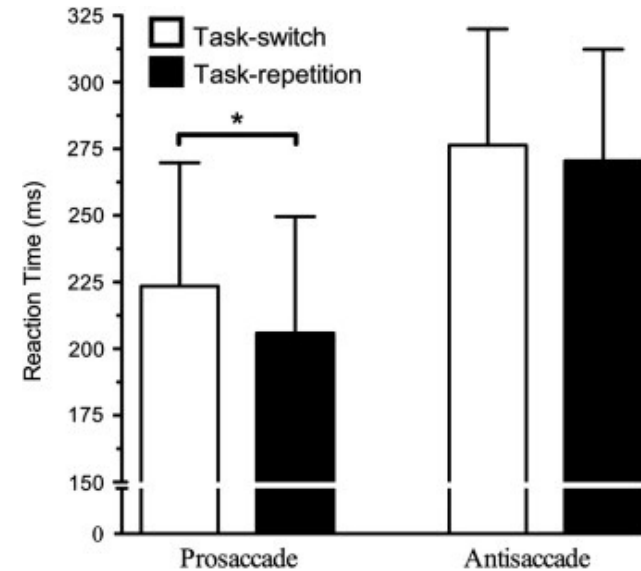 325
300
275
250
225
200
175
150
0
Reaction Time (ms)
Task-switch
Task-repetition
*
Prosaccade Antisaccade